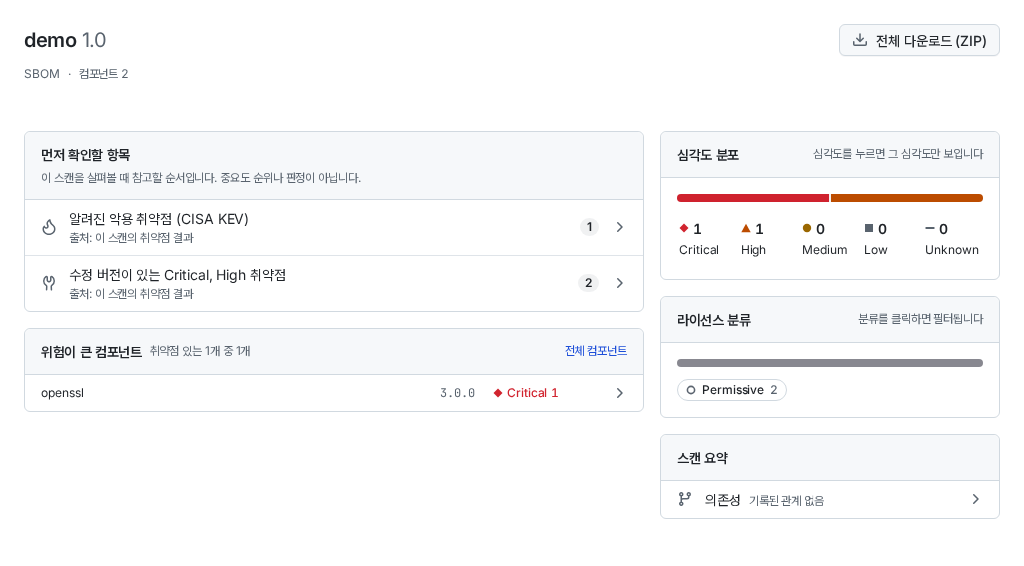 demo 1.0
전체 다운로드 (ZIP)
SBOM · 컴포넌트 2
먼저 확인할 항목
이 스캔을 살펴볼 때 참고할 순서입니다. 중요도 순위나 판정이 아닙니다.
알려진 악용 취약점 (CISA KEV)
출처: 이 스캔의 취약점 결과
1
수정 버전이 있는 Critical, High 취약점
출처: 이 스캔의 취약점 결과
2
위험이 큰 컴포넌트 취약점 있는 1개 중 1개
전체 컴포넌트
openssl 3.0.0 Critical 1
심각도 분포
심각도를 누르면 그 심각도만 보입니다
1 1 0 0 0
Critical High Medium Low Unknown
라이선스 분류
분류를 클릭하면 필터됩니다
Permissive 2
스캔 요약
의존성 기록된 관계 없음